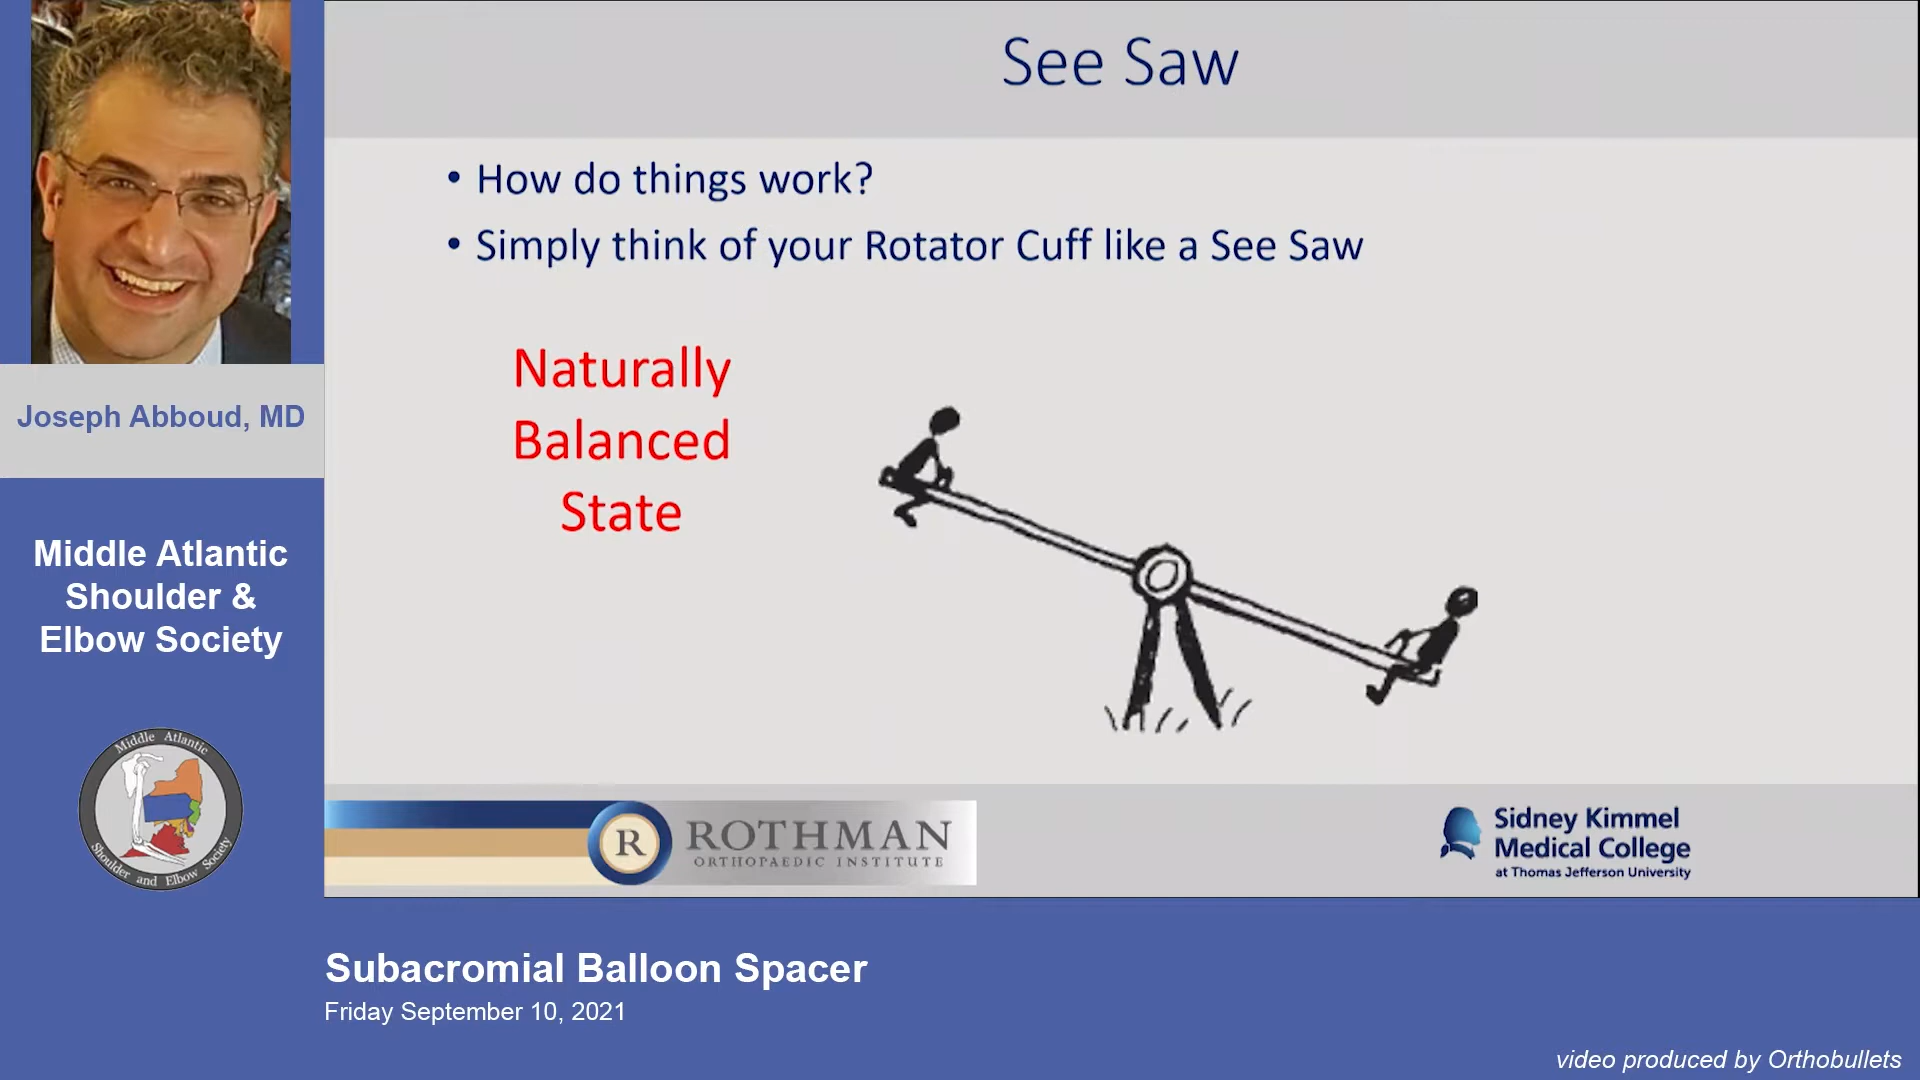 See Saw
• How do things work?
• Simply think of your Rotator Cuff like a See Saw
Naturally
Balanced
State
Joseph Abboud, MD
Middle Atlantic
Shoulder &
Elbow Society
Middle Atlantic
Shoulder and Elbow Society
R
ROTHMAN
ORTHOPAEDIC INSTITUTE
Sidney Kimmel
Medical College
at Thomas Jefferson University
Subacromial Balloon Spacer
Friday September 10, 2021
video produced by Orthobullets